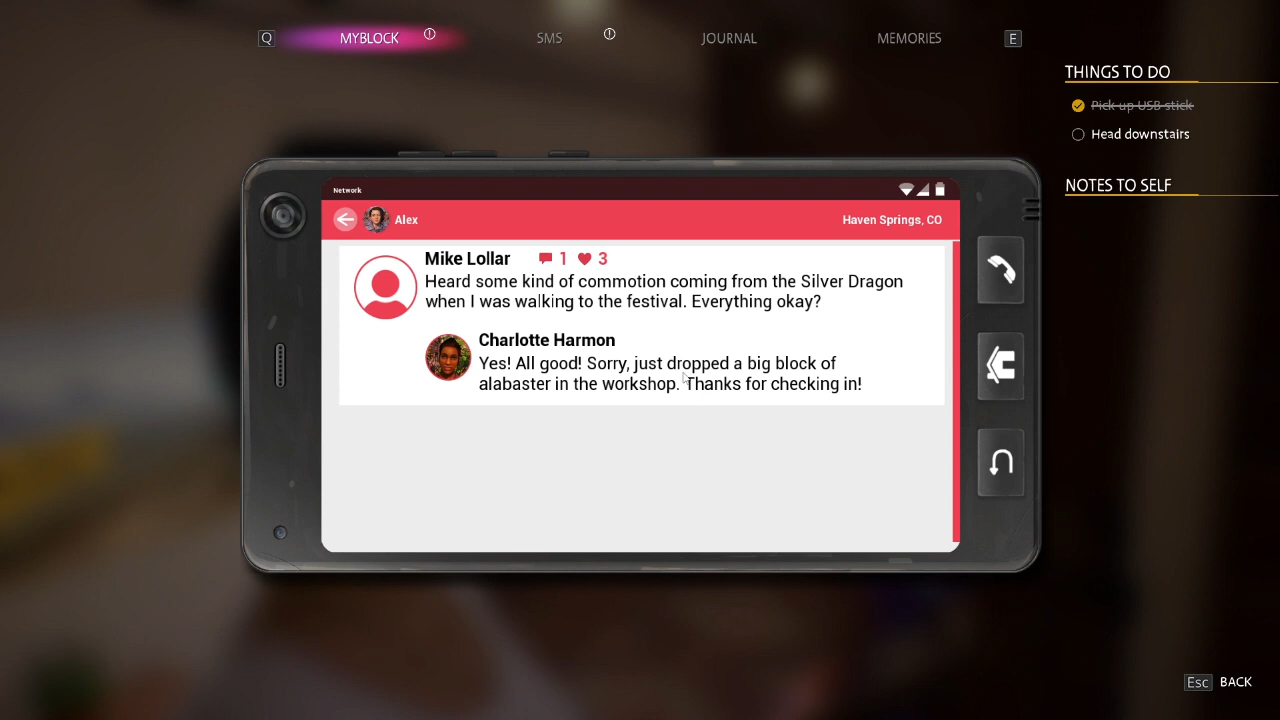 Q
MYBLOCK
SMS
JOURNAL
MEMORIES
E
THINGS TO DO
Pick up USB stick
Head downstairs
NOTES TO SELF
Network
Alex
Haven Springs, CO
Mike Lollar 1 3
Heard some kind of commotion coming from the Silver Dragon
when I was walking to the festival. Everything okay?
Charlotte Harmon
Yes! All good! Sorry, just dropped a big block of
alabaster in the workshop. Thanks for checking in!
Esc BACK